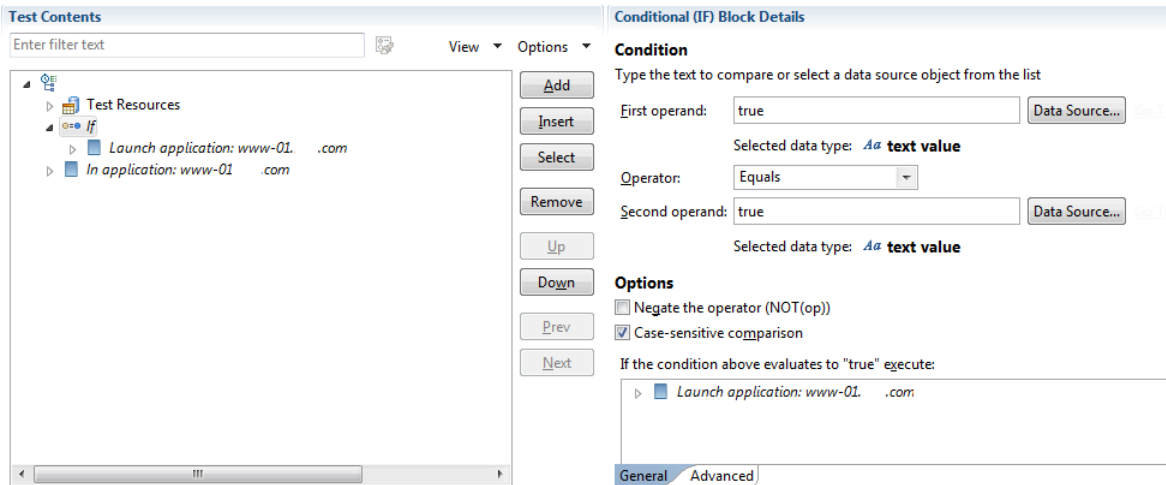 Test Contents
Enter filter text
View
Options
Test Resources
If
Launch application: www-01. .com
In application: www-01 .com
Add
Insert
Select
Remove
Up
Down
Prev
Next
Conditional (IF) Block Details
Condition
Type the text to compare or select a data source object from the list
First operand: true Data Source...
Selected data type: Aa text value
Operator: Equals
Second operand: true Data Source...
Selected data type: Aa text value
Options
Negate the operator (NOT(op))
Case-sensitive comparison
If the condition above evaluates to "true" execute:
Launch application: www-01. .com
General Advanced